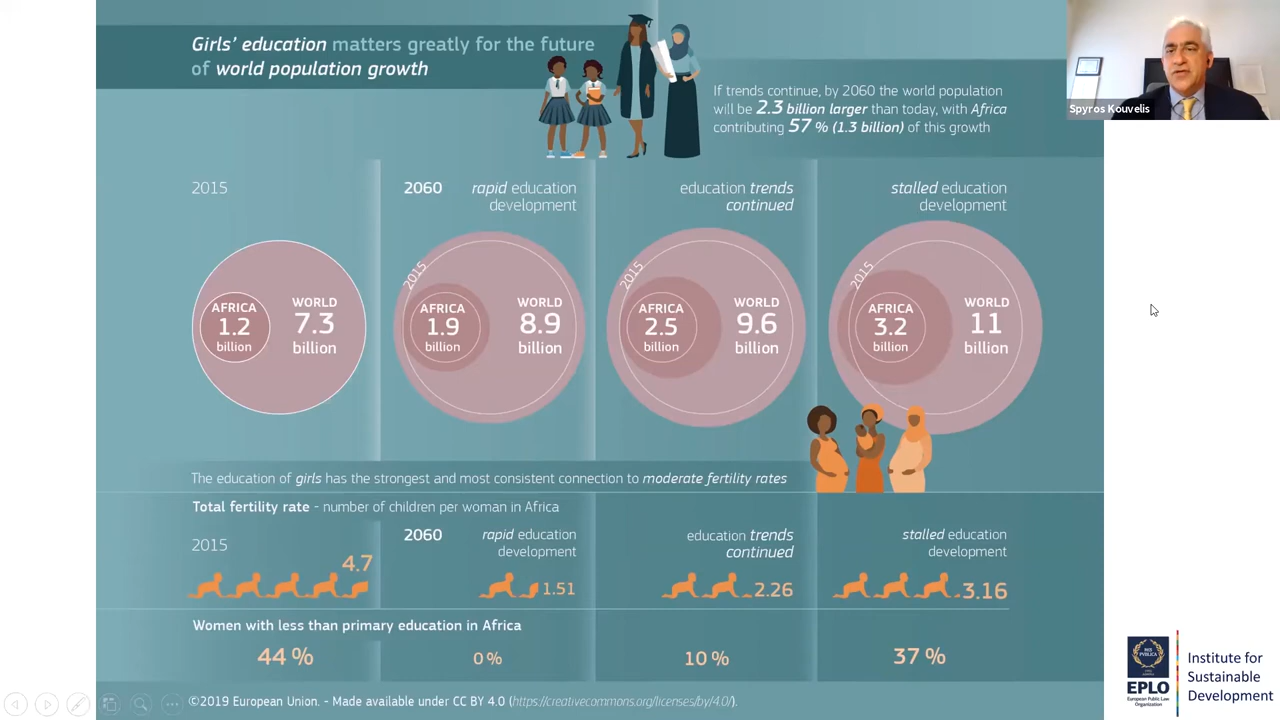 Girls' education matters greatly for the future
of world population growth
If trends continue, by 2060 the world population
will be 2.3 billion larger than today, with Africa
contributing 57 % (1.3 billion) of this growth
Spyros Kouvelis
2015
2060 rapid education
development
education trends
continued
stalled education
development
AFRICA
1.2
billion
WORLD
7.3
billion
2015
AFRICA
1.9
billion
WORLD
8.9
billion
2015
AFRICA
2.5
billion
WORLD
9.6
billion
2015
AFRICA
3.2
billion
WORLD
11
billion
The education of girls has the strongest and most consistent connection to moderate fertility rates
Total fertility rate - number of children per woman in Africa
2015
4.7
2060 rapid education
development
1.51
education trends
continued
2.26
stalled education
development
3.16
Women with less than primary education in Africa
44 %
0 %
10 %
37 %
©2019 European Union. - Made available under CC BY 4.0 (https://creativecommons.org/licenses/by/4.0/).
EPLO
European Public Law
Organization
Institute for
Sustainable
Development